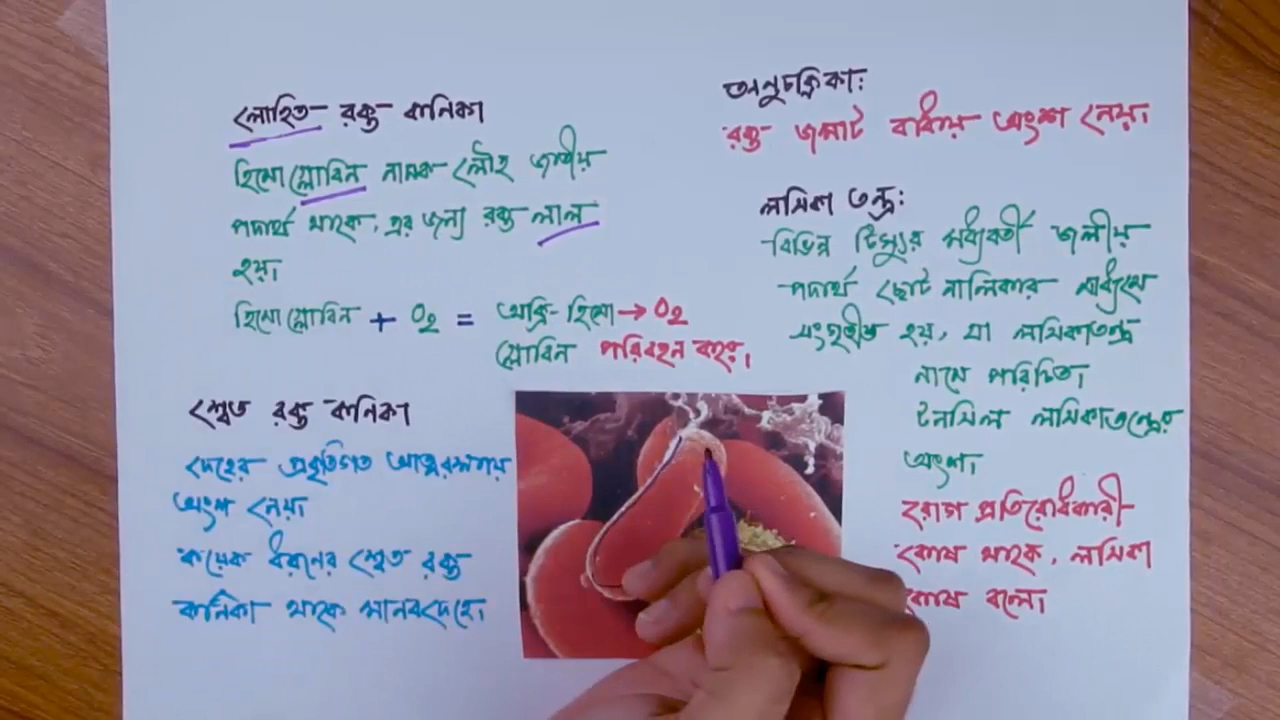 লোহিত রক্ত কনিকা
হিমোগ্লোবিন নামক লৌহ জাতীয়
পদার্থ থাকে, এর জন্য রক্ত লাল
হয়।
হিমোগ্লোবিন + O₂ = অক্সি-হিমো → O₂
গ্লোবিন পরিবহন করে।
শ্বেত রক্ত কনিকা
দেহের প্রকৃতিগত আত্মরক্ষায়
অংশ নেয়।
কয়েক ধরনের শ্বেত রক্ত
কনিকা থাকে মানবদেহে।
অনুচক্রিকা:
রক্ত জমাট বাঁধায় অংশ নেয়।
লসিকা তন্ত্র:
বিভিন্ন টিস্যুর মধ্যবর্তী জলীয়
পদার্থ ছোট নালিকার মাধ্যমে
সংগৃহীত হয়, যা লসিকাতন্ত্র
নামে পরিচিত।
টনসিল লসিকাতন্ত্রের
অংশ।
রোগ প্রতিরোধকারী
কোষ থাকে, লসিকা
কোষ বলে।